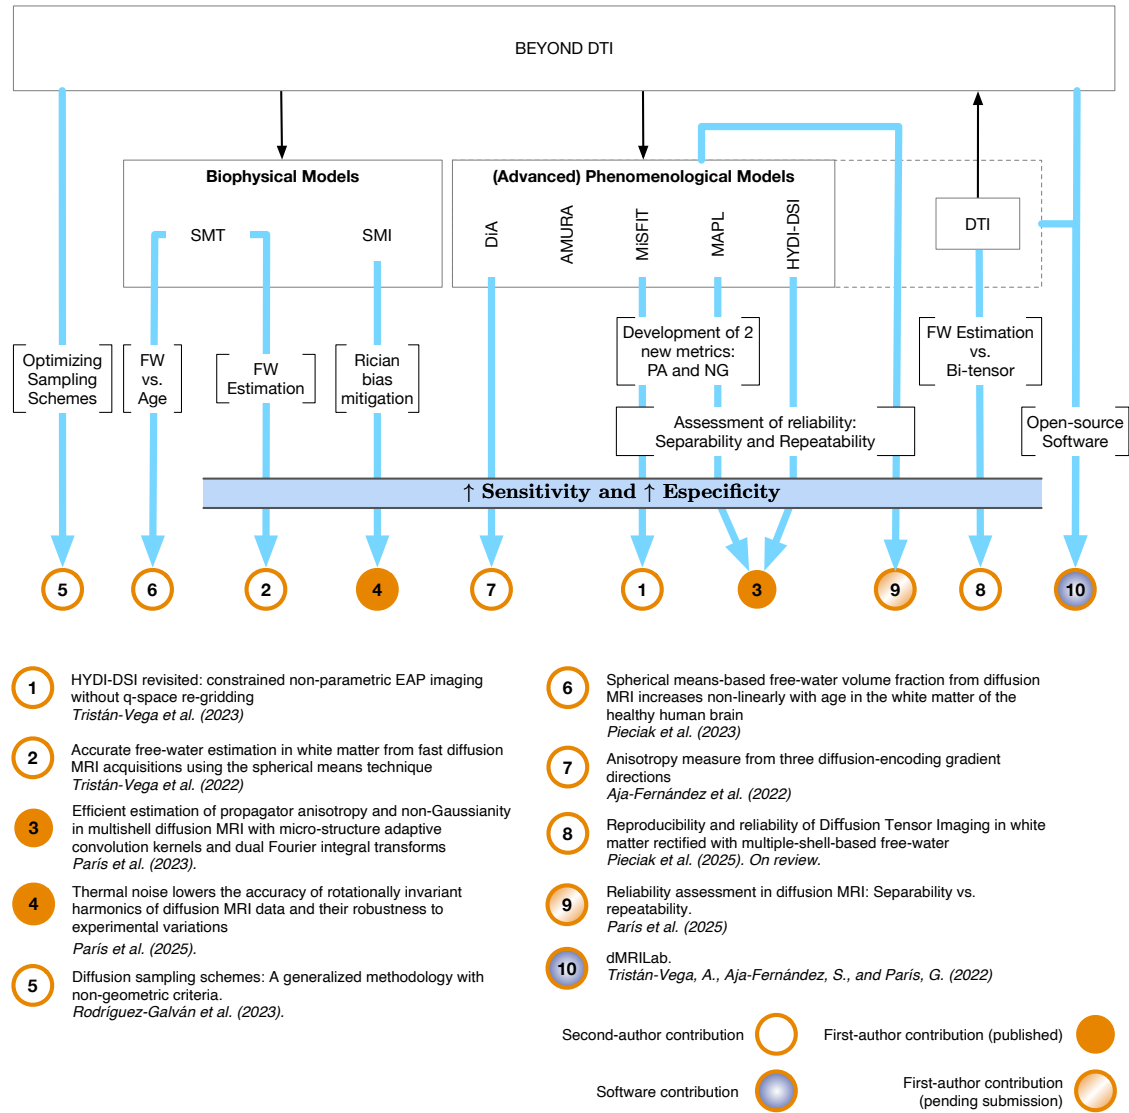 BEYOND DTI
Biophysical Models
(Advanced) Phenomenological Models
SMT
SMI
DiA
AMURA
MiSFIT
MAPL
HYDI-DSI
DTI
Optimizing
Sampling
Schemes
FW
vs.
Age
FW
Estimation
Rician
bias
mitigation
Development of 2
new metrics:
PA and NG
Assessment of reliability:
Separability and Repeatability
FW Estimation
vs.
Bi-tensor
Open-source
Software
↑ Sensitivity and ↑ Especificity
5
6
2
4
7
1
3
9
8
10
1
HYDI-DSI revisited: constrained non-parametric EAP imaging
without q-space re-gridding
Tristán-Vega et al. (2023)
2
Accurate free-water estimation in white matter from fast diffusion
MRI acquisitions using the spherical means technique
Tristán-Vega et al. (2022)
3
Efficient estimation of propagator anisotropy and non-Gaussianity
in multishell diffusion MRI with micro-structure adaptive
convolution kernels and dual Fourier integral transforms
París et al. (2023).
4
Thermal noise lowers the accuracy of rotationally invariant
harmonics of diffusion MRI data and their robustness to
experimental variations
París et al. (2025).
5
Diffusion sampling schemes: A generalized methodology with
non-geometric criteria.
Rodríguez-Galván et al. (2023).
6
Spherical means-based free-water volume fraction from diffusion
MRI increases non-linearly with age in the white matter of the
healthy human brain
Pieciak et al. (2023)
7
Anisotropy measure from three diffusion-encoding gradient
directions
Aja-Fernández et al. (2022)
8
Reproducibility and reliability of Diffusion Tensor Imaging in white
matter rectified with multiple-shell-based free-water
Pieciak et al. (2025). On review.
9
Reliability assessment in diffusion MRI: Separability vs.
repeatability.
París et al. (2025)
10
dMRILab.
Tristán-Vega, A., Aja-Fernández, S., and París, G. (2022)
Second-author contribution
First-author contribution (published)
Software contribution
First-author contribution
(pending submission)